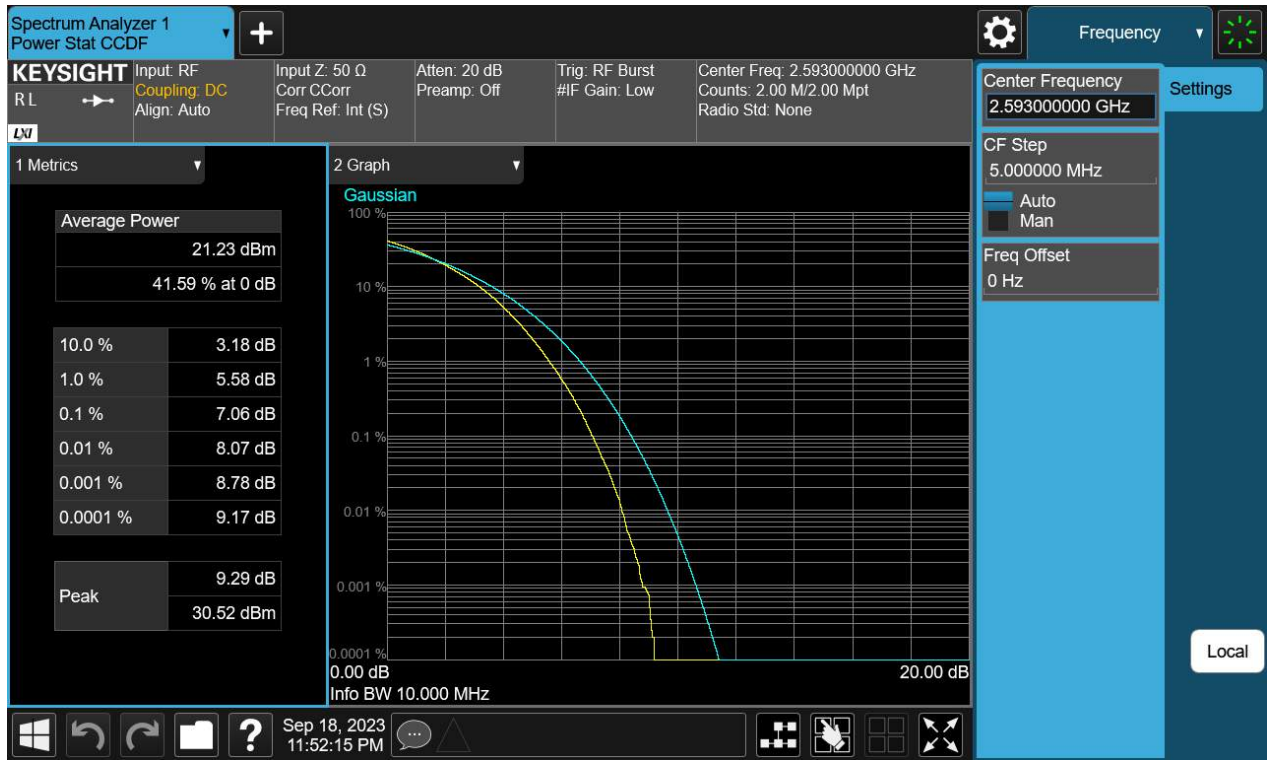 Spectrum Analyzer 1
Power Stat CCDF
+
Frequency
KEYSIGHT
RL
LXI
Input: RF
Coupling: DC
Align: Auto
Input Z: 50 Ω
Corr CCorr
Freq Ref: Int (S)
Atten: 20 dB
Preamp: Off
Trig: RF Burst
#IF Gain: Low
Center Freq: 2.593000000 GHz
Counts: 2.00 M/2.00 Mpt
Radio Std: None
Center Frequency
2.593000000 GHz
Settings
CF Step
5.000000 MHz
Auto
Man
Freq Offset
0 Hz
Local
1 Metrics
Average Power
21.23 dBm
41.59 % at 0 dB
10.0 % 3.18 dB
1.0 % 5.58 dB
0.1 % 7.06 dB
0.01 % 8.07 dB
0.001 % 8.78 dB
0.0001 % 9.17 dB
Peak
9.29 dB
30.52 dBm
2 Graph
Gaussian
100 %
10 %
1 %
0.1 %
0.01 %
0.001 %
0.0001 %
0.00 dB 20.00 dB
Info BW 10.000 MHz
?
Sep 18, 2023
11:52:15 PM